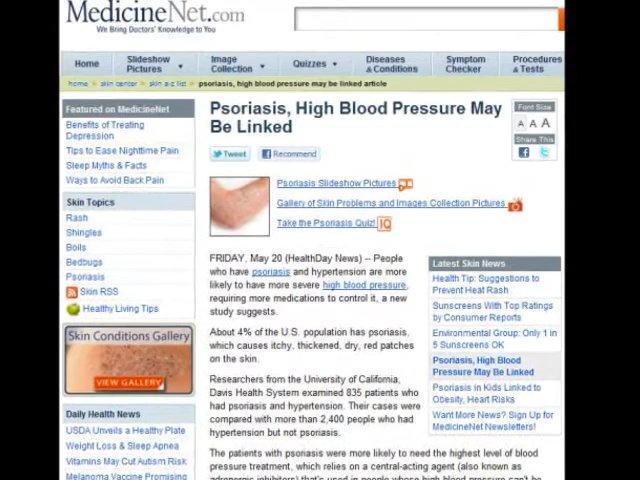 MedicineNet.com
We Bring Doctors' Knowledge to You
Home
Slideshow Pictures
Image Collection
Quizzes
Diseases & Conditions
Symptom Checker
Procedures & Tests
home > skin center > skin a-z list > psoriasis, high blood pressure may be linked article
Featured on MedicineNet
Benefits of Treating
Depression
Tips to Ease Nighttime Pain
Sleep Myths & Facts
Ways to Avoid Back Pain
Skin Topics
Rash
Shingles
Boils
Bedbugs
Psoriasis
Skin RSS
Healthy Living Tips
Skin Conditions Gallery
VIEW GALLERY
Daily Health News
USDA Unveils a Healthy Plate
Weight Loss & Sleep Apnea
Vitamins May Cut Autism Risk
Melanoma Vaccine Promising
Psoriasis, High Blood Pressure May
Be Linked
Tweet
Recommend
Font Size
A A A
Share This
Psoriasis Slideshow Pictures
Gallery of Skin Problems and Images Collection Pictures
Take the Psoriasis Quiz! IQ
FRIDAY, May 20 (HealthDay News) -- People
who have psoriasis and hypertension are more
likely to have more severe high blood pressure,
requiring more medications to control it, a new
study suggests.
About 4% of the U.S. population has psoriasis,
which causes itchy, thickened, dry, red patches
on the skin.
Researchers from the University of California,
Davis Health System examined 835 patients who
had psoriasis and hypertension. Their cases were
compared with more than 2,400 people who had
hypertension but not psoriasis.
The patients with psoriasis were more likely to need the highest level of blood
pressure treatment, which relies on a central-acting agent (also known as
adrenergic inhibitors) that's used in people whose high blood pressure can't be
Latest Skin News
Health Tip: Suggestions to
Prevent Heat Rash
Sunscreens With Top Ratings
by Consumer Reports
Environmental Group: Only 1 in
5 Sunscreens OK
Psoriasis, High Blood
Pressure May Be Linked
Psoriasis in Kids Linked to
Obesity, Heart Risks
Want More News? Sign Up for
MedicineNet Newsletters!